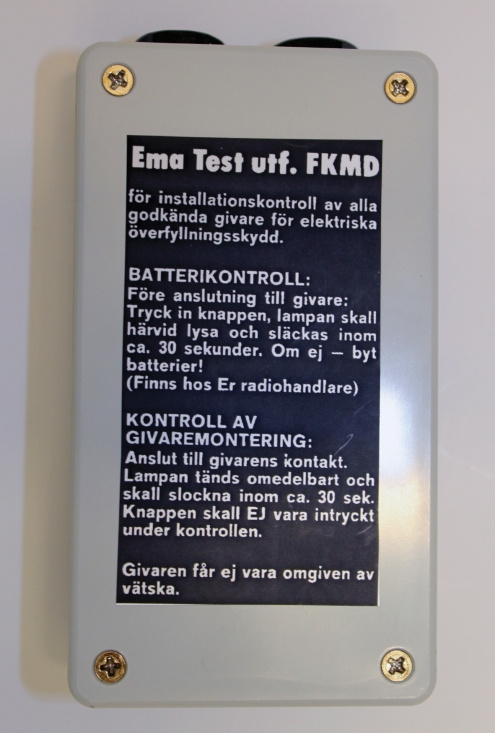 Ema Test utf. FKMD
för installationskontroll av alla
godkända givare för elektriska
överfyllningsskydd.
BATTERIKONTROLL:
Före anslutning till givare:
Tryck in knappen, lampan skall
härvid lysa och släckas inom
ca. 30 sekunder. Om ej – byt
batterier!
(Finns hos Er radiohandlare)
KONTROLL AV
GIVAREMONTERING:
Anslut till givarens kontakt.
Lampan tänds omedelbart och
skall slockna inom ca. 30 sek.
Knappen skall EJ vara intryckt
under kontrollen.
Givaren får ej vara omgiven av
vätska.